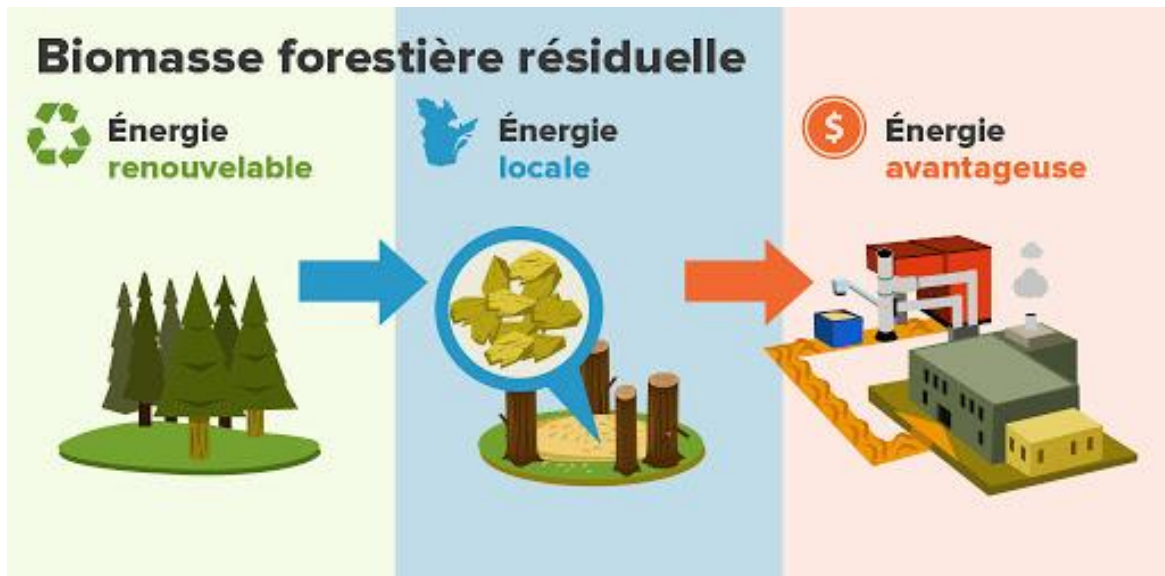 Biomasse forestière résiduelle
Énergie
renouvelable
Énergie
locale
$
Énergie
avantageuse